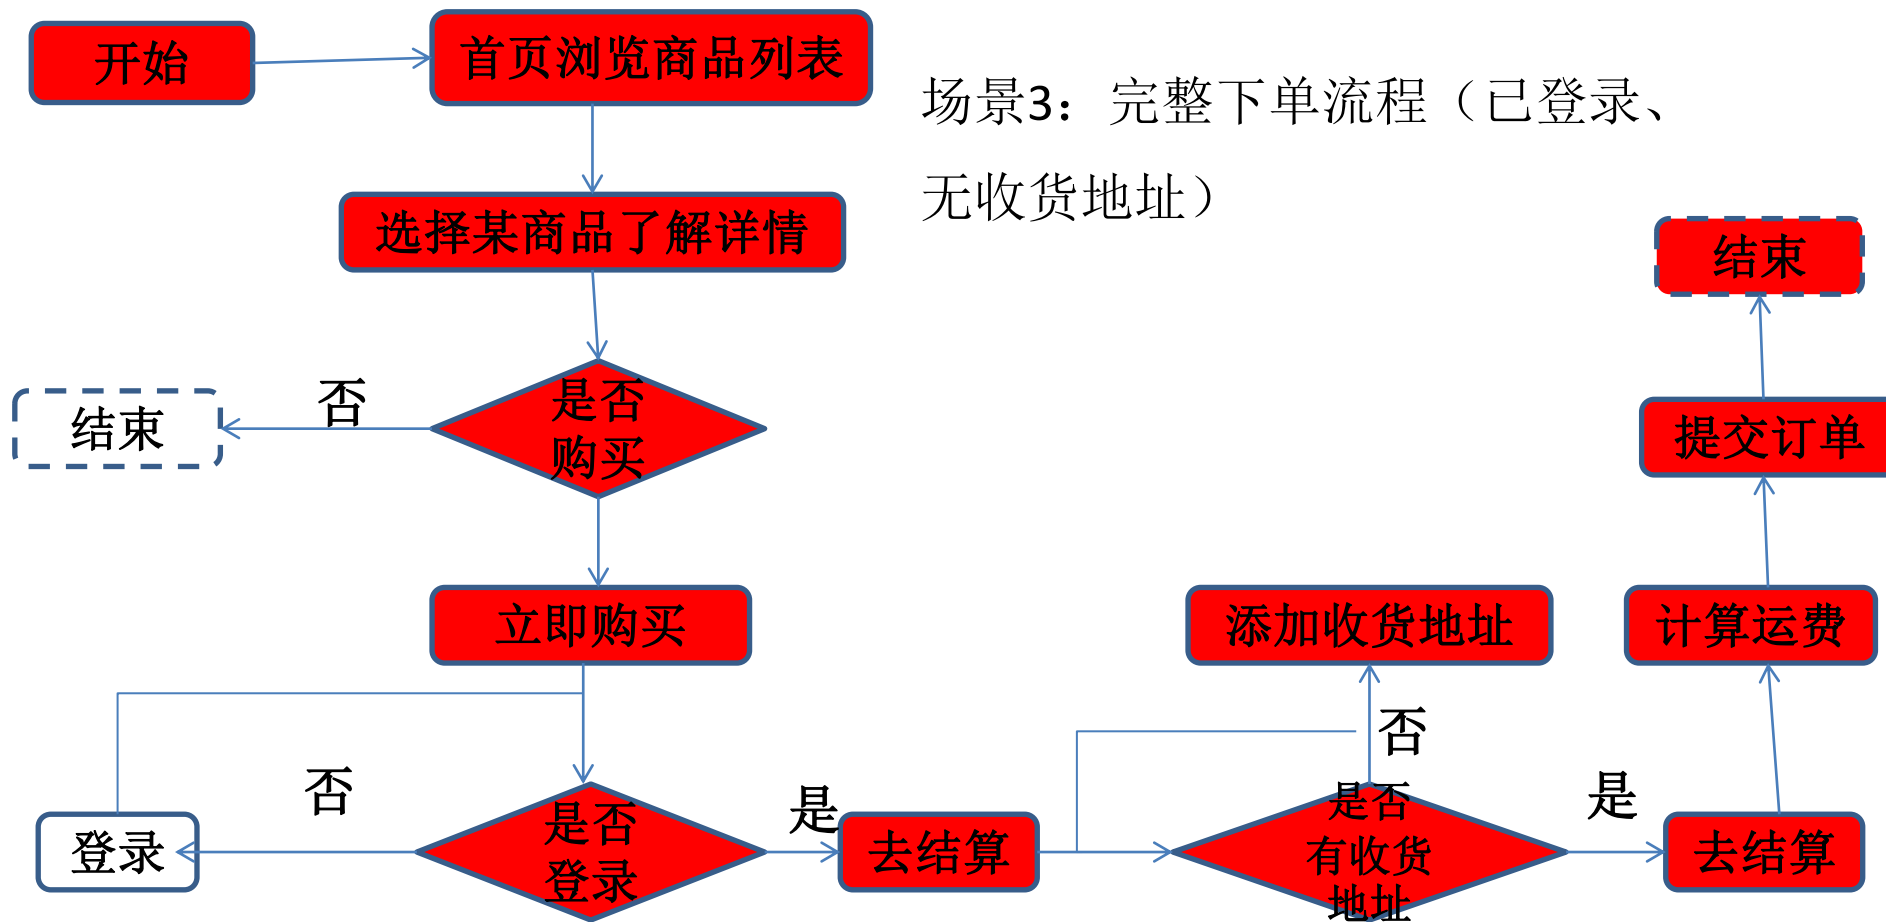 开始
首页浏览商品列表
场景3：完整下单流程（已登录、
无收货地址）
选择某商品了解详情
结束
否
是否
购买
结束
提交订单
立即购买
添加收货地址
计算运费
否
否
是
是
登录
是否
登录
去结算
是否
有收货
地址
去结算